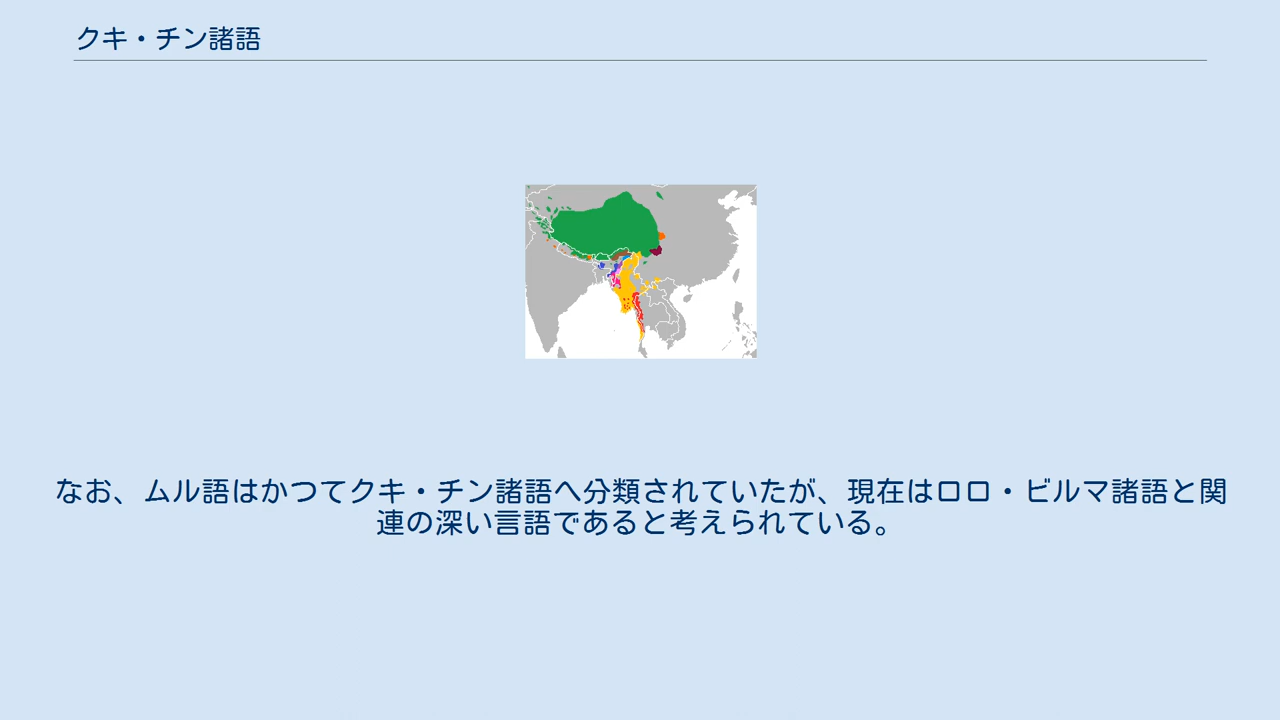 クキ・チン諸語
なお、ムル語はかつてクキ・チン諸語へ分類されていたが、現在はロロ・ビルマ諸語と関
連の深い言語であると考えられている。